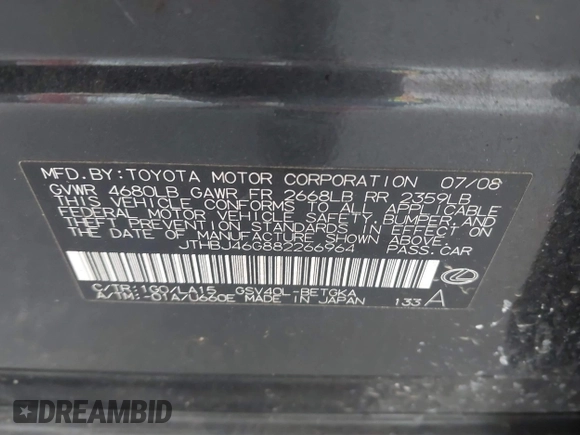 MFD.BY:TOYOTA MOTOR CORPORATION 07/08
GVWR 4680LB GAWR FR 2668LB RR 2359LB
THIS VEHICLE CONFORMS TO ALL APPLICABLE
FEDERAL MOTOR VEHICLE SAFETY, BUMPER, AND
THEFT PREVENTION STANDARDS IN EFFECT ON
THE DATE OF MANUFACTURE SHOWN ABOVE.
JTHBJ46G882266964 PASS.CAR
C/TR:1G0/LA15 GSV40L-BETGKA
A/TM:-01A/U660E MADE IN JAPAN 133 A
DREAMBID